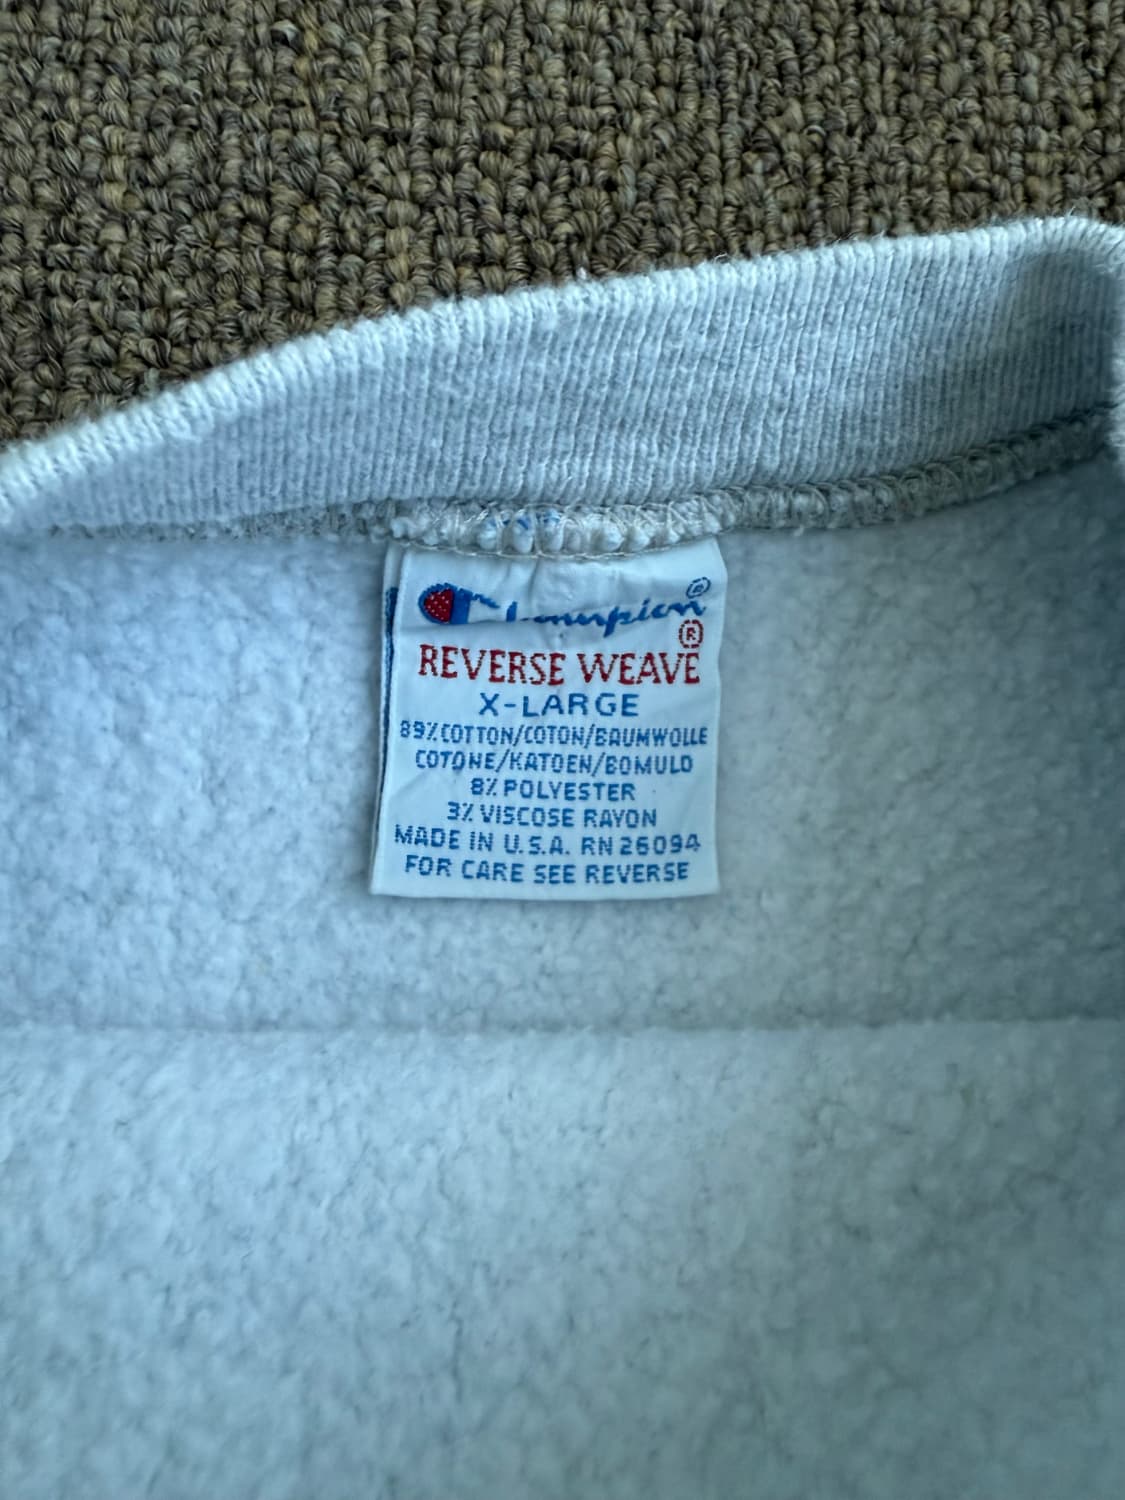 Champion®
REVERSE WEAVE®
X-LARGE
89% COTTON/COTON/BAUMWOLLE
COTONE/KATOEN/BOMULD
8% POLYESTER
3% VISCOSE RAYON
MADE IN U.S.A. RN 26094
FOR CARE SEE REVERSE